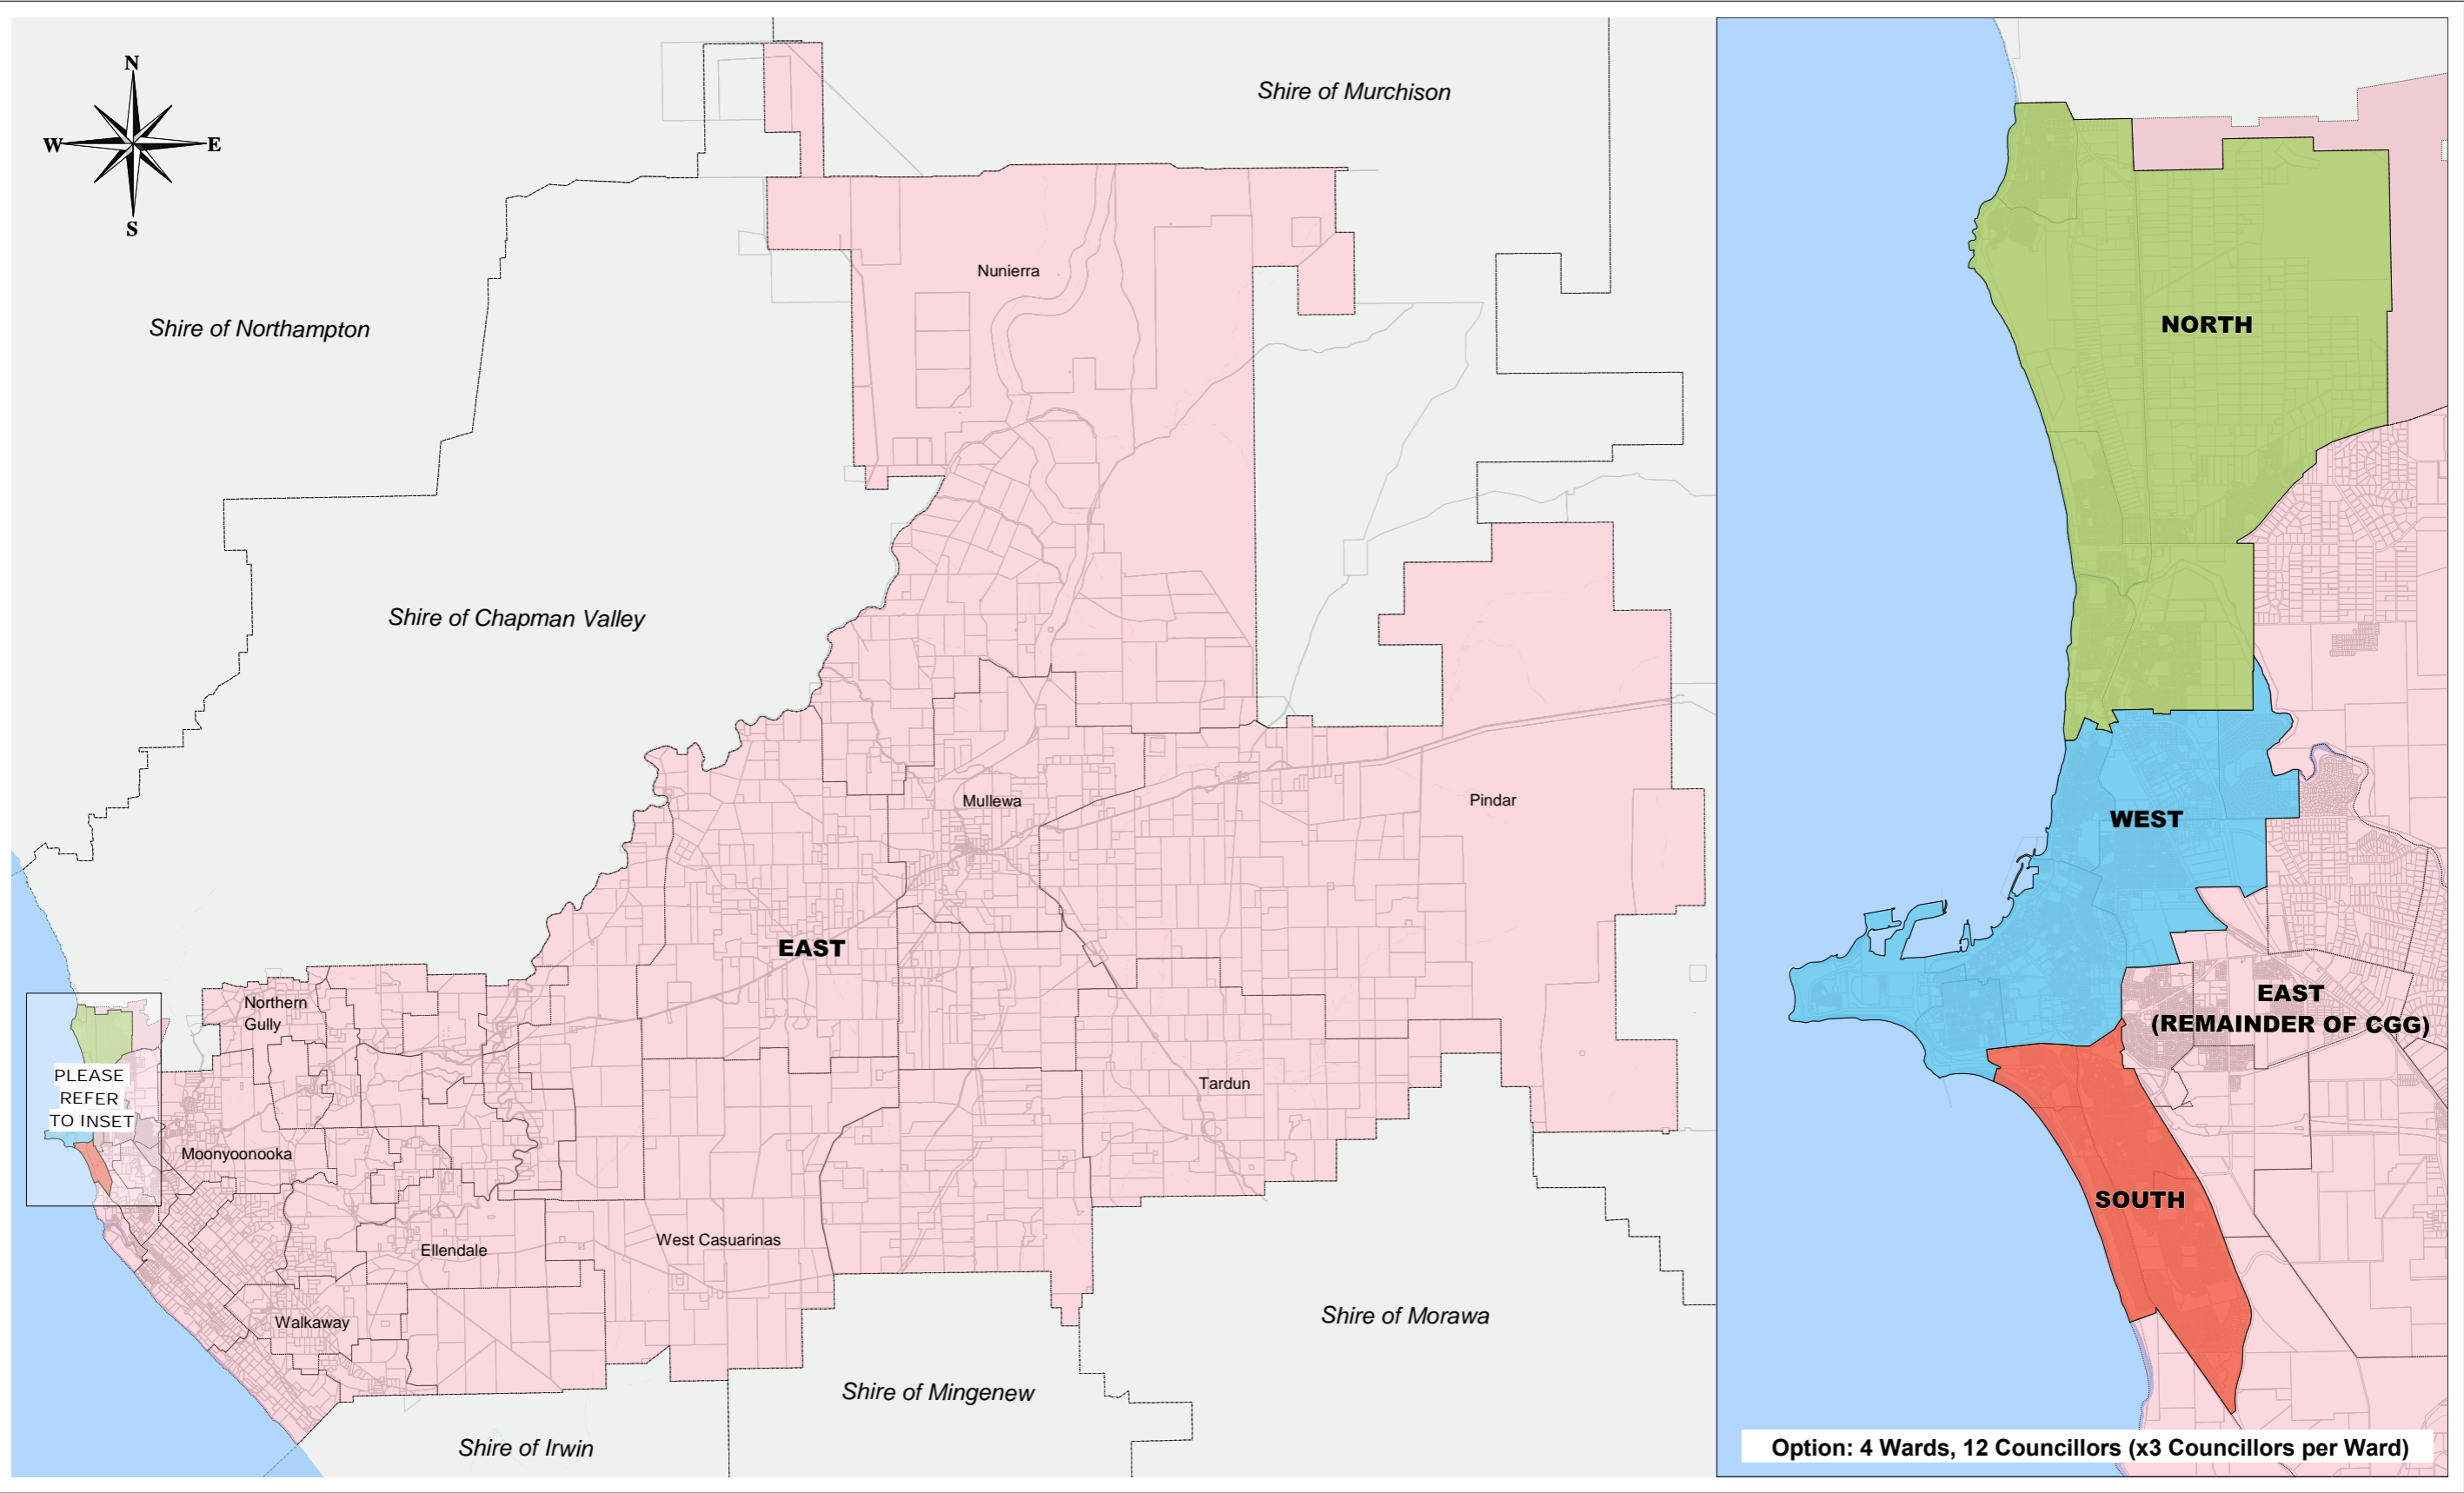 N
W
E
S
Shire of Murchison
Shire of Northampton
Nunierra
Shire of Chapman Valley
Mullewa
Pindar
EAST
Northern
Gully
PLEASE
REFER
TO INSET
Moonyoonooka
Tardun
Ellendale
West Casuarinas
Walkaway
Shire of Morawa
Shire of Mingenew
Shire of Irwin
NORTH
WEST
EAST
(REMAINDER OF CGG)
SOUTH
Option: 4 Wards, 12 Councillors (x3 Councillors per Ward)